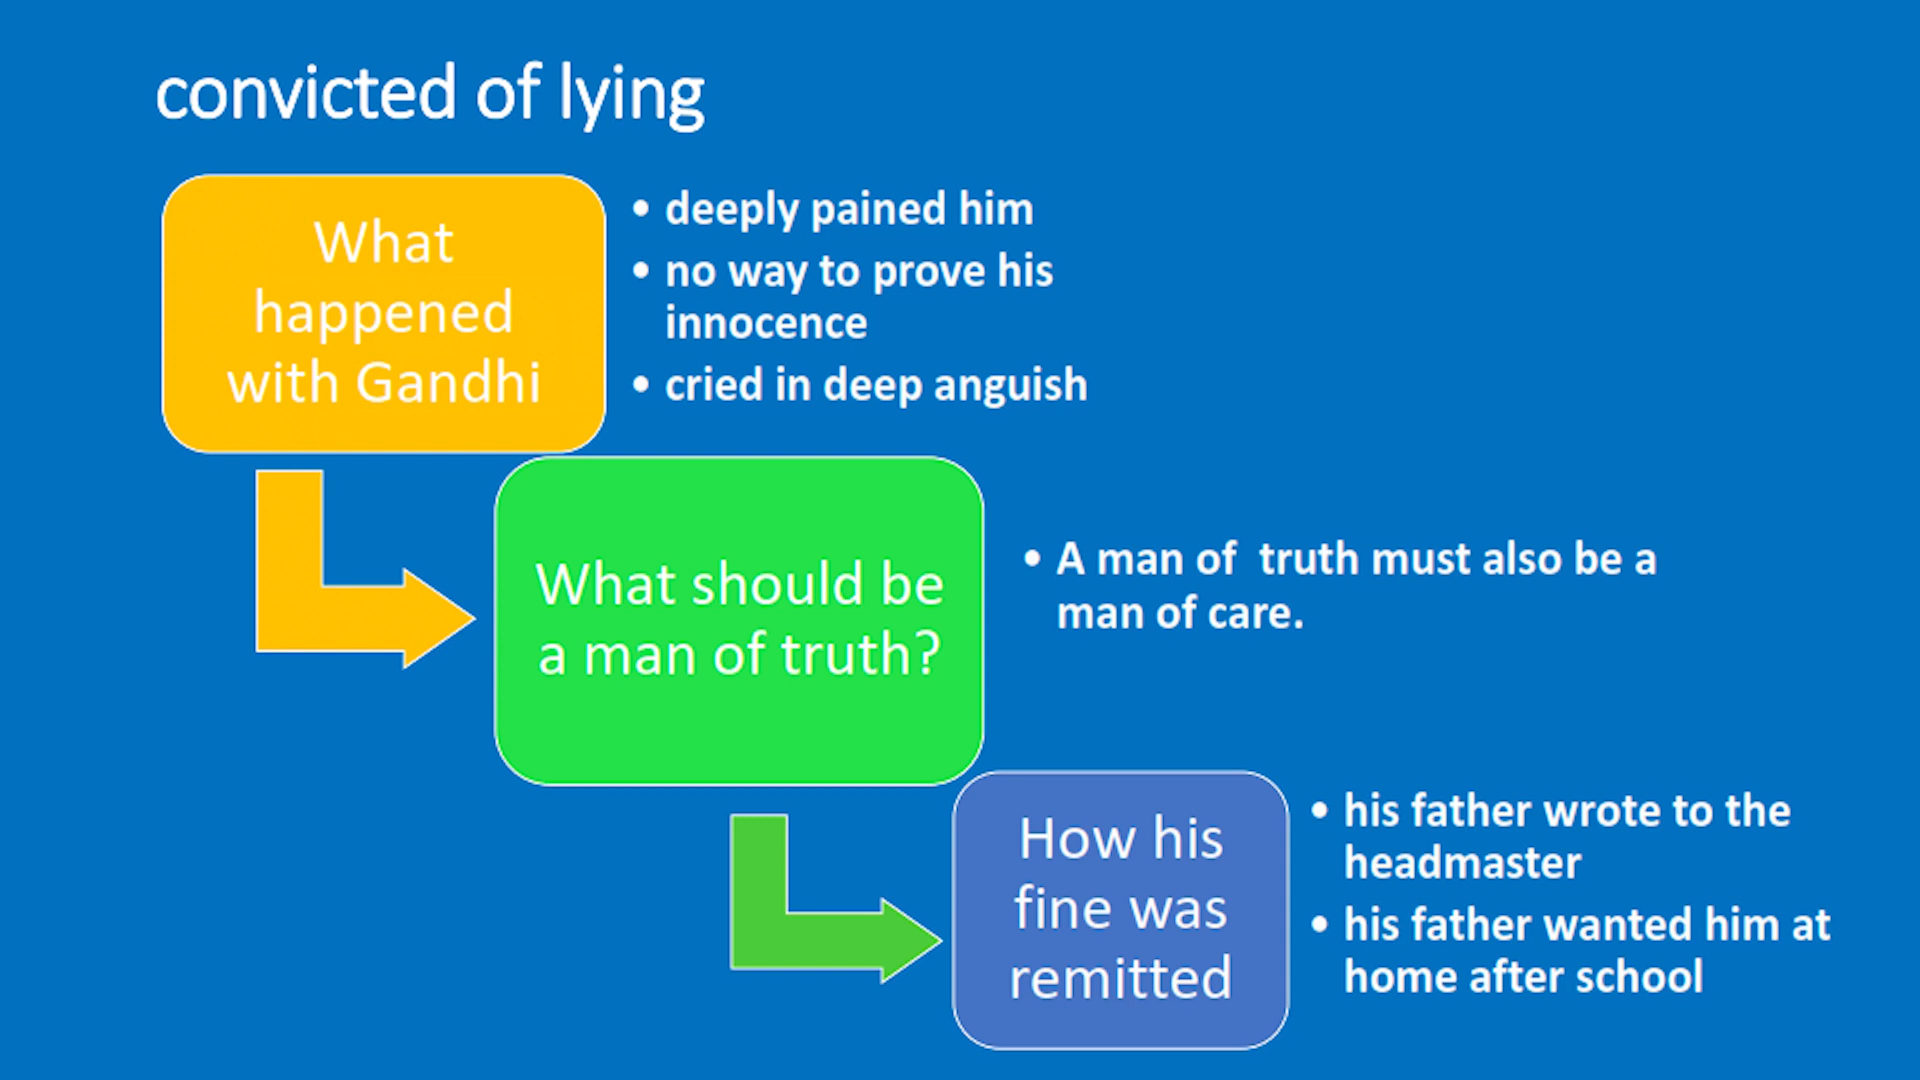 convicted of lying
What
happened
with Gandhi
• deeply pained him
• no way to prove his
innocence
• cried in deep anguish
What should be
a man of truth?
• A man of  truth must also be a
man of care.
How his
fine was
remitted
• his father wrote to the
headmaster
• his father wanted him at
home after school